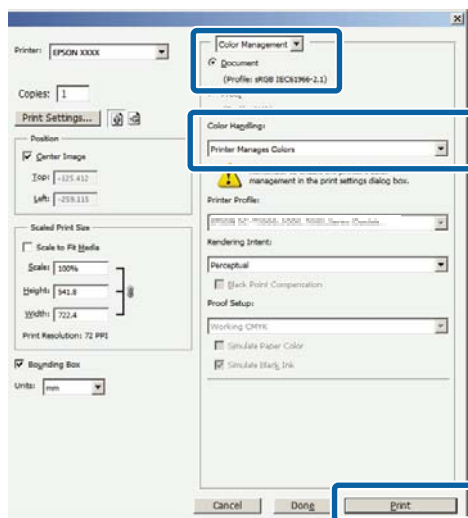 Printer: EPSON XXXX
Copies: 1
Print Settings...
Position
Center Image
Top: -125.412
Left: -259.115
Scaled Print Size
Scale to Fit Media
Scale: 100%
Height: 541.8
Width: 722.4
Print Resolution: 72 PPI
Bounding Box
Units: mm
Color Management
Document
(Profile: sRGB IEC61966-2.1)
Color Handling:
Printer Manages Colors
management in the print settings dialog box.
Printer Profile:
Rendering Intent:
Perceptual
Black Point Compensation
Proof Setup:
Working CMYK
Simulate Paper Color
Simulate Black Ink
Cancel
Done
Print